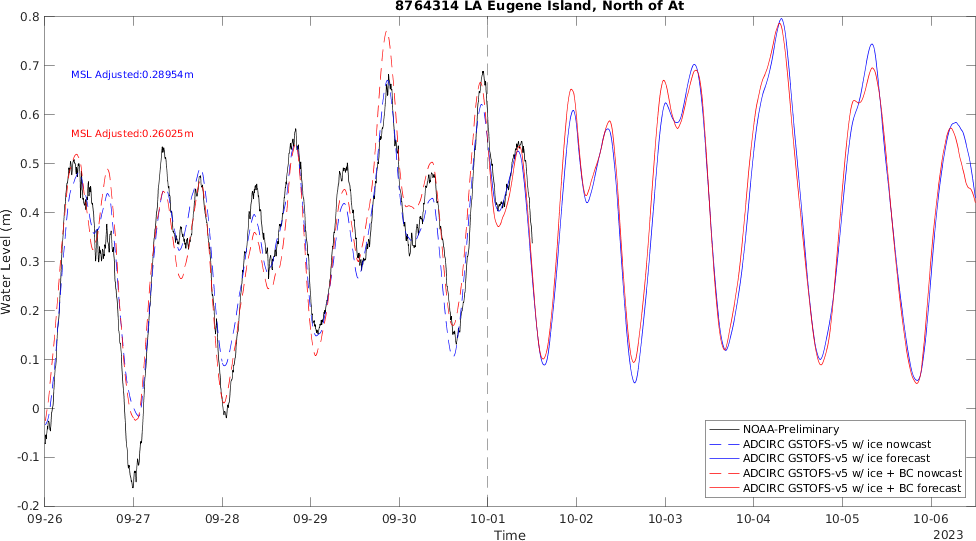 8764314 LA Eugene Island, North of At
0.8
0.7
0.6
0.5
0.4
0.3
0.2
0.1
0
-0.1
-0.2
Water Level (m)
MSL Adjusted:0.28954m
MSL Adjusted:0.26025m
NOAA-Preliminary
ADCIRC GSTOFS-v5 w/ ice nowcast
ADCIRC GSTOFS-v5 w/ ice forecast
ADCIRC GSTOFS-v5 w/ ice + BC nowcast
ADCIRC GSTOFS-v5 w/ ice + BC forecast
09-26 09-27 09-28 09-29 09-30 10-01 10-02 10-03 10-04 10-05 10-06
Time
2023